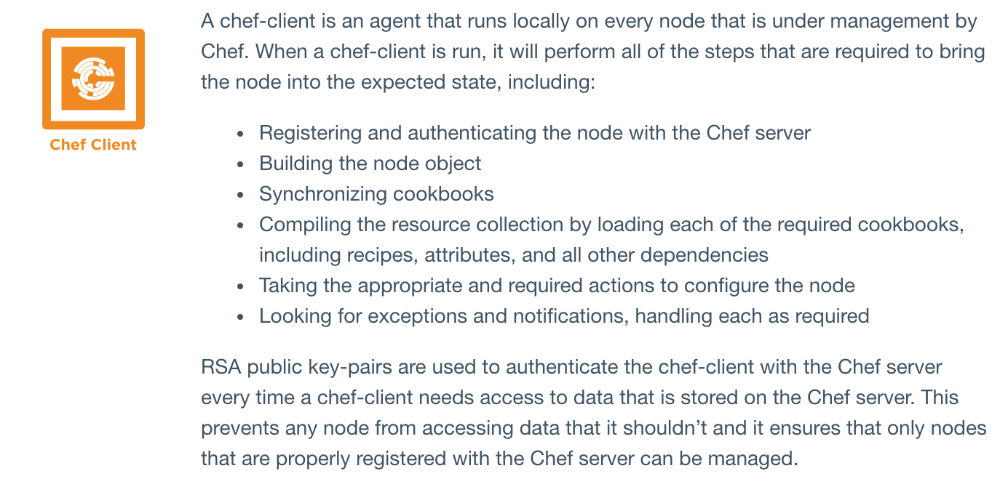 A chef-client is an agent that runs locally on every node that is under management by
Chef. When a chef-client is run, it will perform all of the steps that are required to bring
the node into the expected state, including:
Chef Client
• Registering and authenticating the node with the Chef server
• Building the node object
• Synchronizing cookbooks
• Compiling the resource collection by loading each of the required cookbooks,
including recipes, attributes, and all other dependencies
• Taking the appropriate and required actions to configure the node
• Looking for exceptions and notifications, handling each as required
RSA public key-pairs are used to authenticate the chef-client with the Chef server
every time a chef-client needs access to data that is stored on the Chef server. This
prevents any node from accessing data that it shouldn’t and it ensures that only nodes
that are properly registered with the Chef server can be managed.